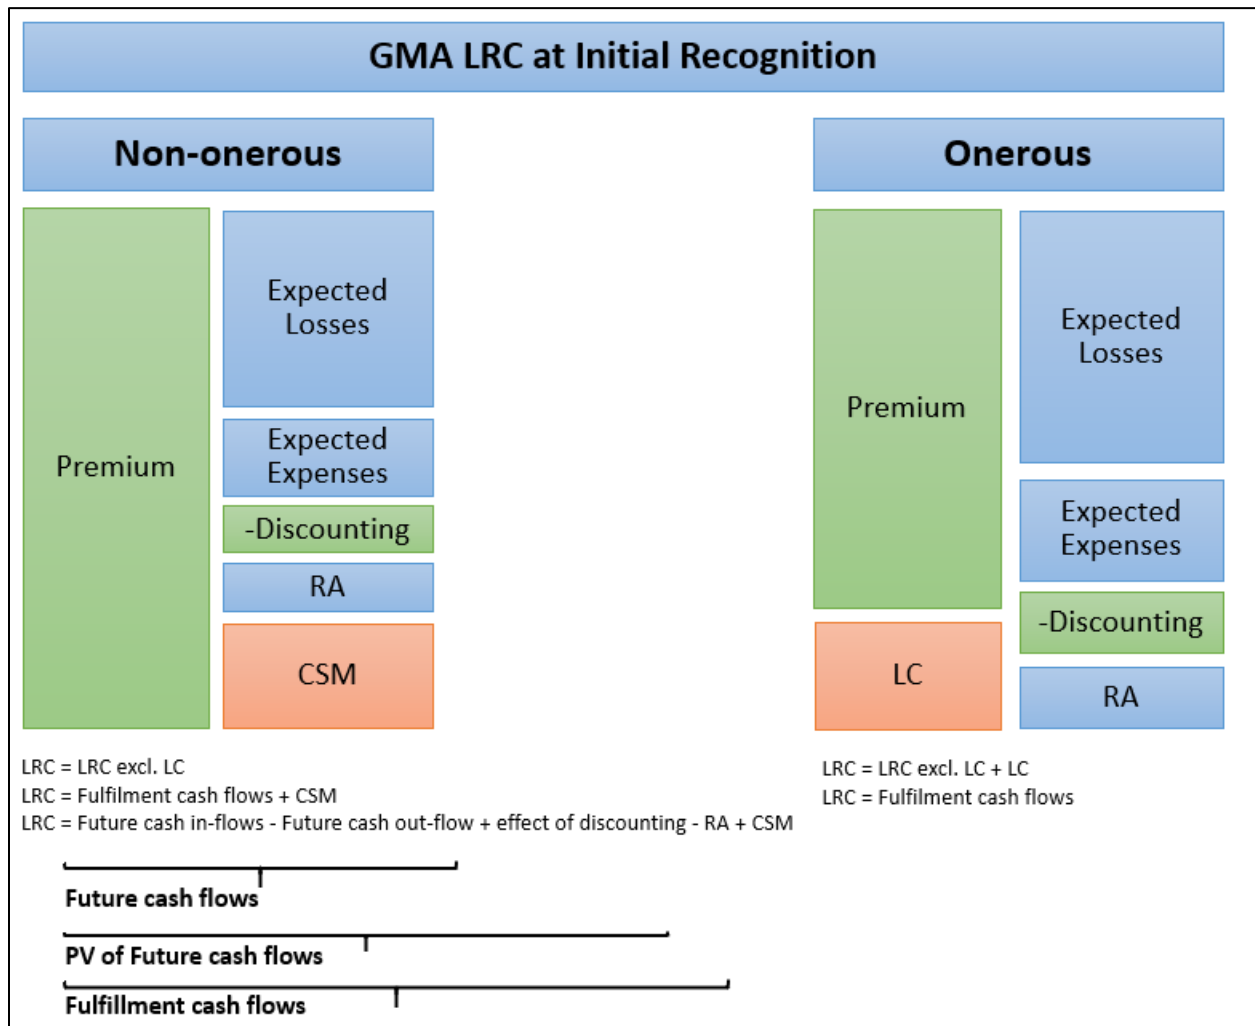 GMA LRC at Initial Recognition
Non-onerous
Onerous
Premium
Expected
Losses
Expected
Expenses
-Discounting
RA
CSM
Premium
LC
Expected
Losses
Expected
Expenses
-Discounting
RA
LRC = LRC excl. LC
LRC = Fulfilment cash flows + CSM
LRC = Future cash in-flows - Future cash out-flow + effect of discounting - RA + CSM
LRC = LRC excl. LC + LC
LRC = Fulfilment cash flows
Future cash flows
PV of Future cash flows
Fulfillment cash flows